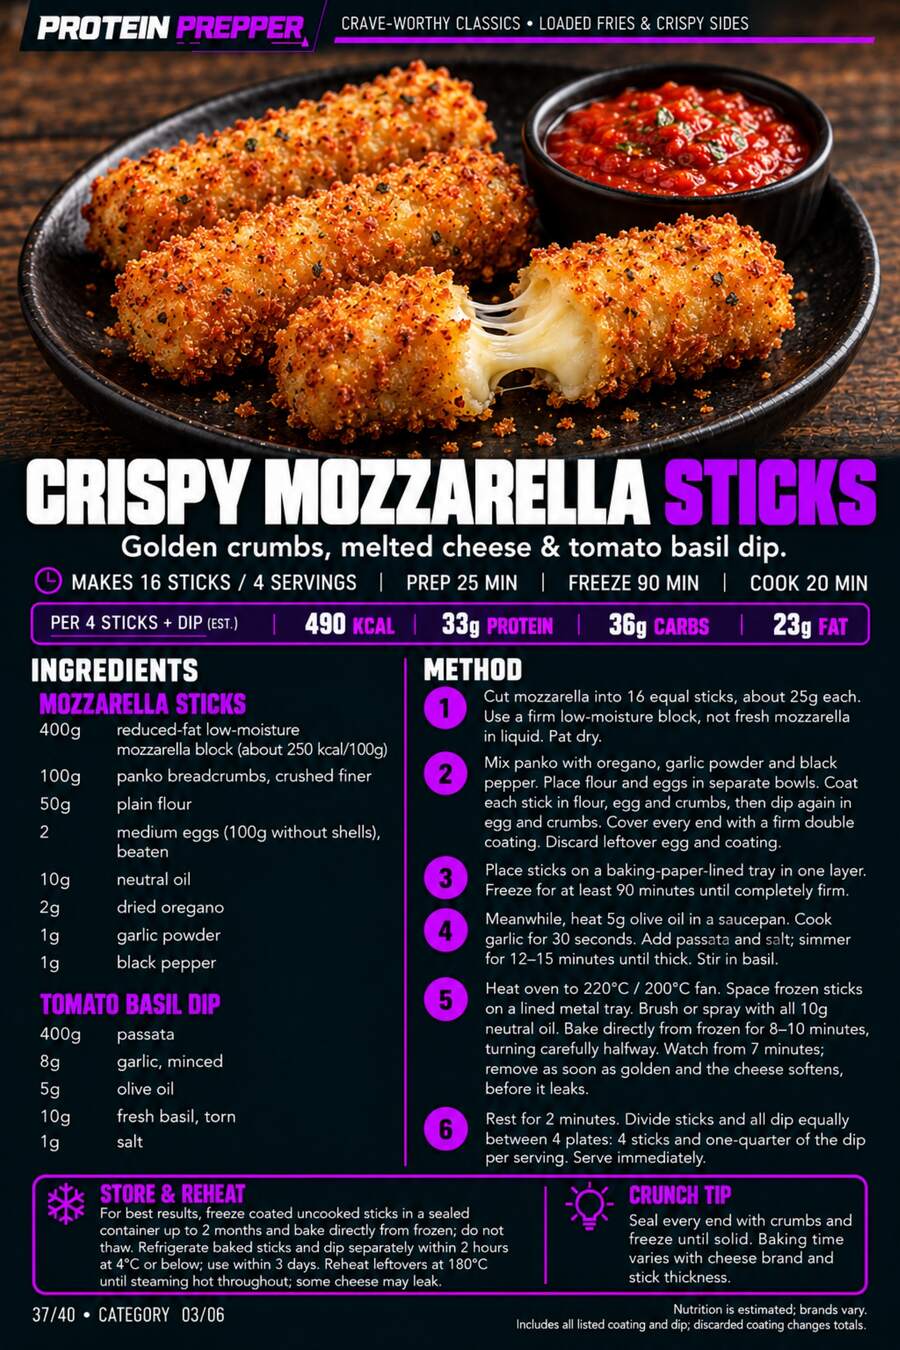 PROTEIN PREPPER
CRAVE-WORTHY CLASSICS • LOADED FRIES & CRISPY SIDES
CRISPY MOZZARELLA STICKS
Golden crumbs, melted cheese & tomato basil dip.
MAKES 16 STICKS / 4 SERVINGS | PREP 25 MIN | FREEZE 90 MIN | COOK 20 MIN
PER 4 STICKS + DIP (EST.) | 490 KCAL | 33g PROTEIN | 36g CARBS | 23g FAT
INGREDIENTS
MOZZARELLA STICKS
400g reduced-fat low-moisture
mozzarella block (about 250 kcal/100g)
100g panko breadcrumbs, crushed finer
50g plain flour
2 medium eggs (100g without shells),
beaten
10g neutral oil
2g dried oregano
1g garlic powder
1g black pepper
TOMATO BASIL DIP
400g passata
8g garlic, minced
5g olive oil
10g fresh basil, torn
1g salt
METHOD
1 Cut mozzarella into 16 equal sticks, about 25g each.
Use a firm low-moisture block, not fresh mozzarella
in liquid. Pat dry.
2 Mix panko with oregano, garlic powder and black
pepper. Place flour and eggs in separate bowls. Coat
each stick in flour, egg and crumbs, then dip again in
egg and crumbs. Cover every end with a firm double
coating. Discard leftover egg and coating.
3 Place sticks on a baking-paper-lined tray in one layer.
Freeze for at least 90 minutes until completely firm.
4 Meanwhile, heat 5g olive oil in a saucepan. Cook
garlic for 30 seconds. Add passata and salt; simmer
for 12–15 minutes until thick. Stir in basil.
5 Heat oven to 220°C / 200°C fan. Space frozen sticks
on a lined metal tray. Brush or spray with all 10g
neutral oil. Bake directly from frozen for 8–10 minutes,
turning carefully halfway. Watch from 7 minutes;
remove as soon as golden and the cheese softens,
before it leaks.
6 Rest for 2 minutes. Divide sticks and all dip equally
between 4 plates: 4 sticks and one-quarter of the dip
per serving. Serve immediately.
STORE & REHEAT
For best results, freeze coated uncooked sticks in a sealed
container up to 2 months and bake directly from frozen; do not
thaw. Refrigerate baked sticks and dip separately within 2 hours
at 4°C or below; use within 3 days. Reheat leftovers at 180°C
until steaming hot throughout; some cheese may leak.
CRUNCH TIP
Seal every end with crumbs and
freeze until solid. Baking time
varies with cheese brand and
stick thickness.
37/40 • CATEGORY 03/06
Nutrition is estimated; brands vary.
Includes all listed coating and dip; discarded coating changes totals.